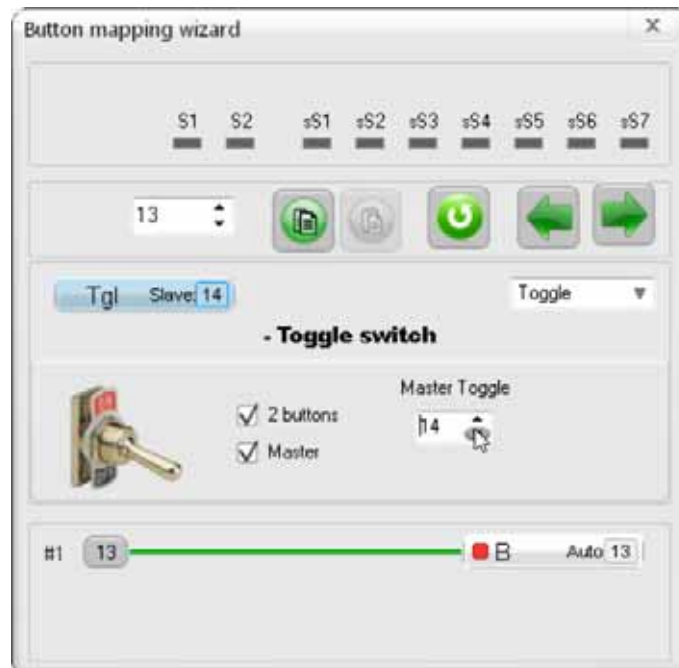 Button mapping wizard
S1 S2 sS1 sS2 sS3 sS4 sS5 sS6 sS7
13
Tgl Slave: 14 Toggle
- Toggle switch
Master Toggle
2 buttons
14
Master
#1 13 B Auto 13